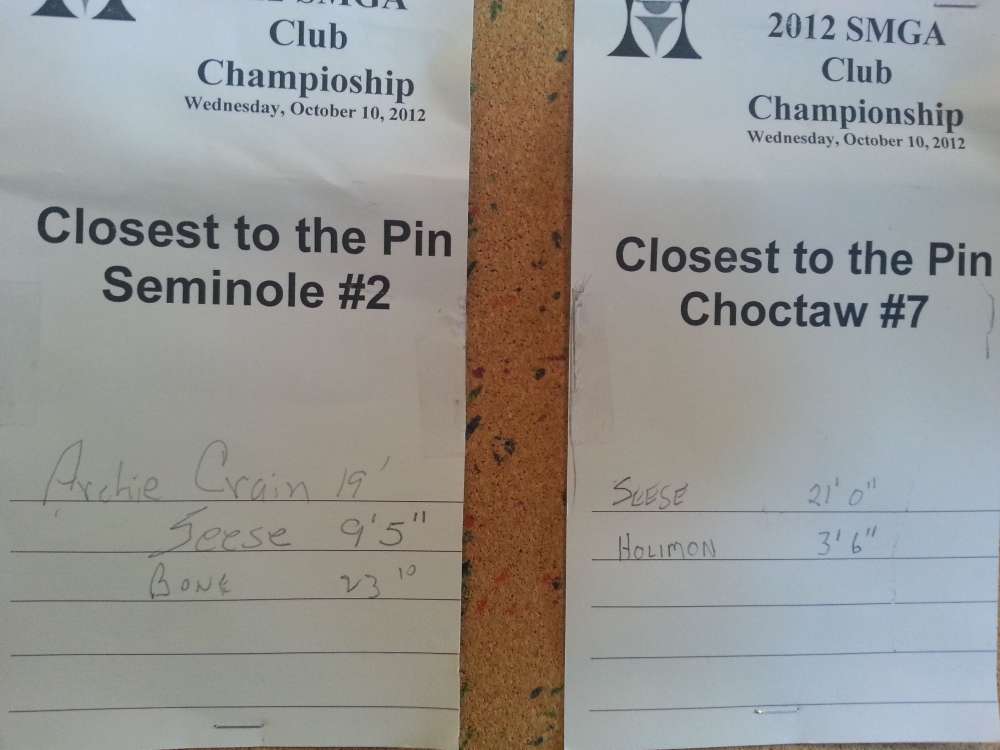 SMGA
Club
Champioship
Wednesday, October 10, 2012
Closest to the Pin
Seminole #2
Archie Crain 19'
Seese 9'5"
BONE 23 10
2012 SMGA
Club
Championship
Wednesday, October 10, 2012
Closest to the Pin
Choctaw #7
SEESE 21' 0"
HOLIMON 3' 6"